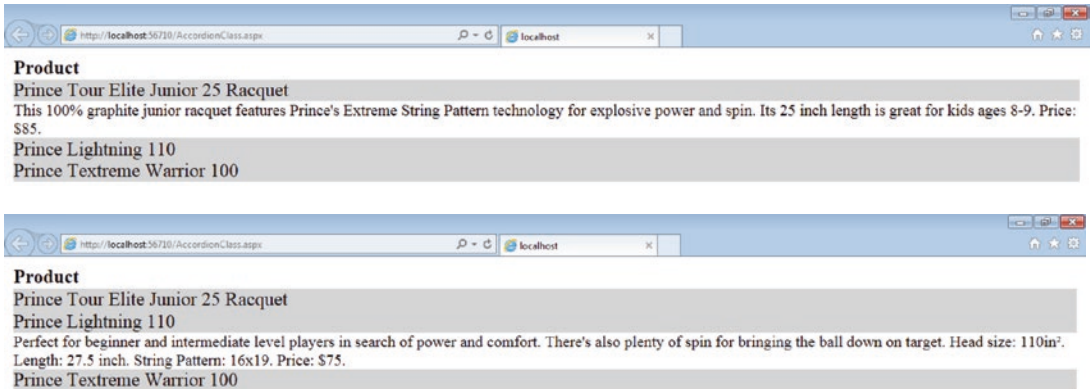 http://localhost:56710/AccordionClass.aspx
localhost
Product
Prince Tour Elite Junior 25 Racquet
This 100% graphite junior racquet features Prince's Extreme String Pattern technology for explosive power and spin. Its 25 inch length is great for kids ages 8-9. Price:
$85.
Prince Lightning 110
Prince Textreme Warrior 100
http://localhost:56710/AccordionClass.aspx
localhost
Product
Prince Tour Elite Junior 25 Racquet
Prince Lightning 110
Perfect for beginner and intermediate level players in search of power and comfort. There's also plenty of spin for bringing the ball down on target. Head size: 110in².
Length: 27.5 inch. String Pattern: 16x19. Price: $75.
Prince Textreme Warrior 100